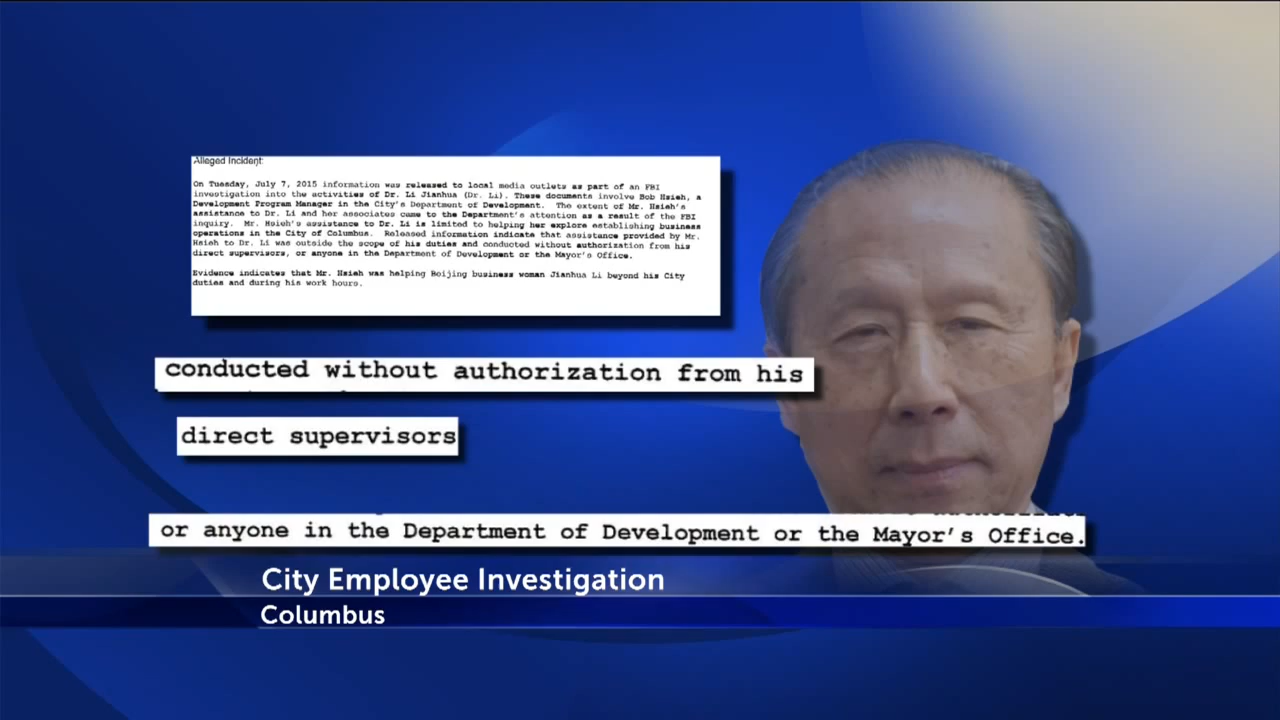 Alleged Incident:
On Tuesday, July 7, 2015 information was released to local media outlets as part of an FBI
investigation into the activities of Dr. Li Jianhua (Dr. Li). These documents involve Bob Hsieh, a
Development Program Manager in the City's Department of Development. The extent of Mr. Hsieh's
assistance to Dr. Li and her associates came to the Department's attention as a result of the FBI
inquiry. Mr. Hsieh's assistance to Dr. Li is limited to helping her explore establishing business
operations in the City of Columbus. Released information indicate that assistance provided by Mr.
Hsieh to Dr. Li was outside the scope of his duties and conducted without authorization from his
direct supervisors, or anyone in the Department of Development or the Mayor's Office.
Evidence indicates that Mr. Hsieh was helping Beijing business woman Jianhua Li beyond his City
duties and during his work hours.
conducted without authorization from his
direct supervisors
or anyone in the Department of Development or the Mayor's Office.
City Employee Investigation
Columbus